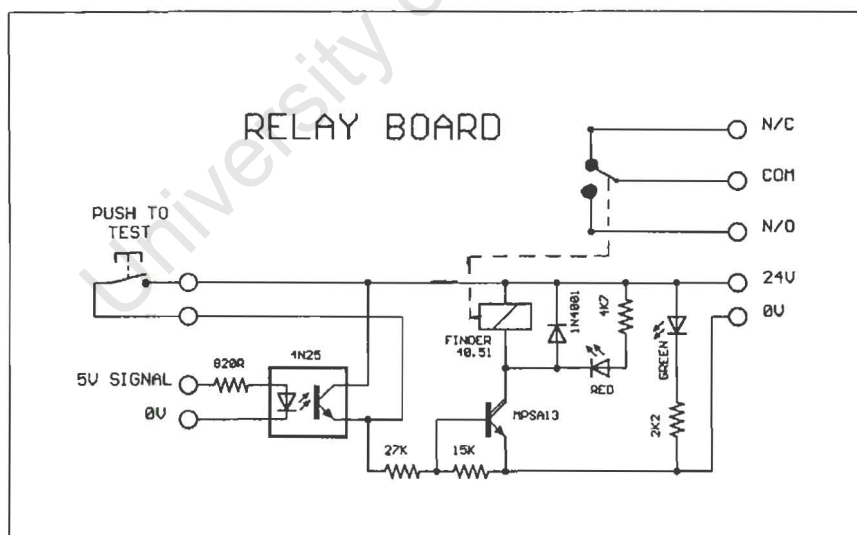 University o
RELAY BOARD
N/C
COM
N/O
24V
0V
PUSH TO
TEST
FINDER
40.51
1N4001
4K7
RED
GREEN
2K2
MPSA13
4N25
820R
5V SIGNAL
0V
27K
15K